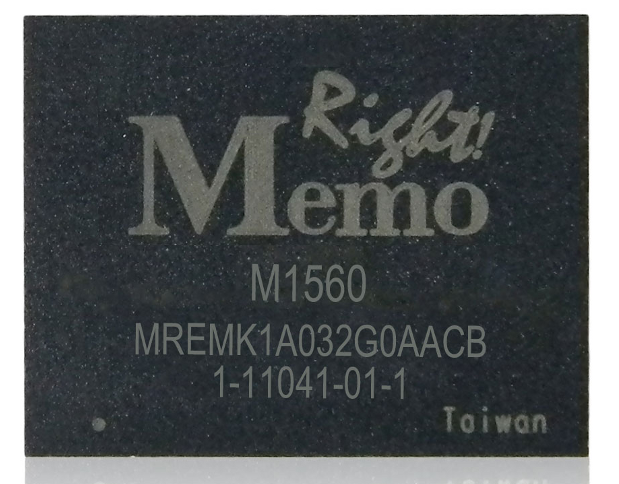 Right!
Memo
M1560
MREMK1A032G0AACB
1-11041-01-1
Taiwan